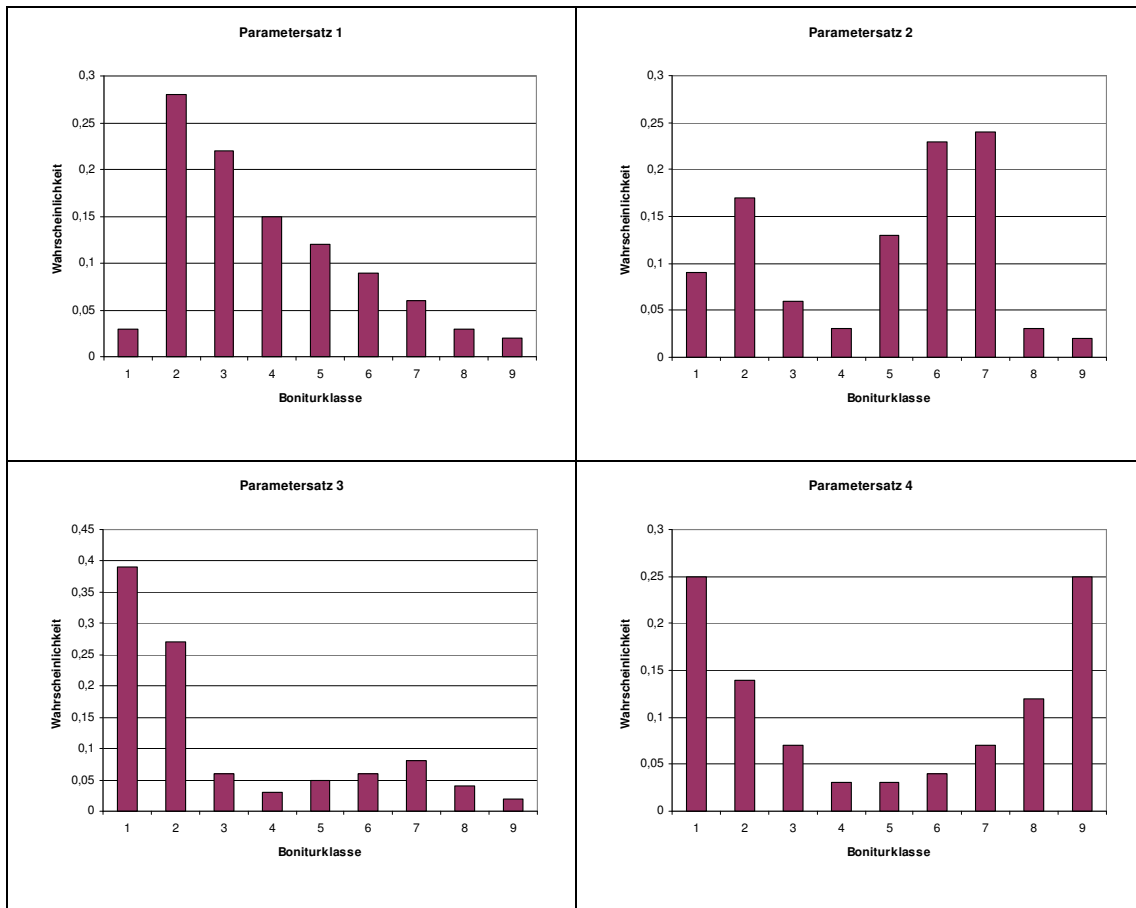 Parametersatz 1
0,3
0,25
0,2
0,15
0,1
0,05
0
Wahrscheinlichkeit
1 2 3 4 5 6 7 8 9
Boniturklasse
Parametersatz 2
0,3
0,25
0,2
0,15
0,1
0,05
0
Wahrscheinlichkeit
1 2 3 4 5 6 7 8 9
Boniturklasse
Parametersatz 3
0,45
0,4
0,35
0,3
0,25
0,2
0,15
0,1
0,05
0
Wahrscheinlichkeit
1 2 3 4 5 6 7 8 9
Boniturklasse
Parametersatz 4
0,3
0,25
0,2
0,15
0,1
0,05
0
Wahrscheinlichkeit
1 2 3 4 5 6 7 8 9
Boniturklasse